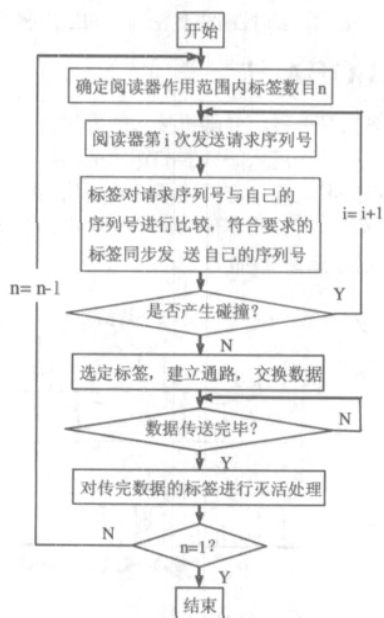 开始
确定阅读器作用范围内标签数目n
阅读器第i次发送请求序列号
标签对请求序列号与自己的
序列号进行比较，符合要求的
标签同步发 送自己的序列号
i= i+1
n= n-1
是否产生碰撞？
Y
N
选定标签，建立通路，交换数据
数据传送完毕？
N
Y
对传完数据的标签进行灭活处理
N
n=1？
Y
结束